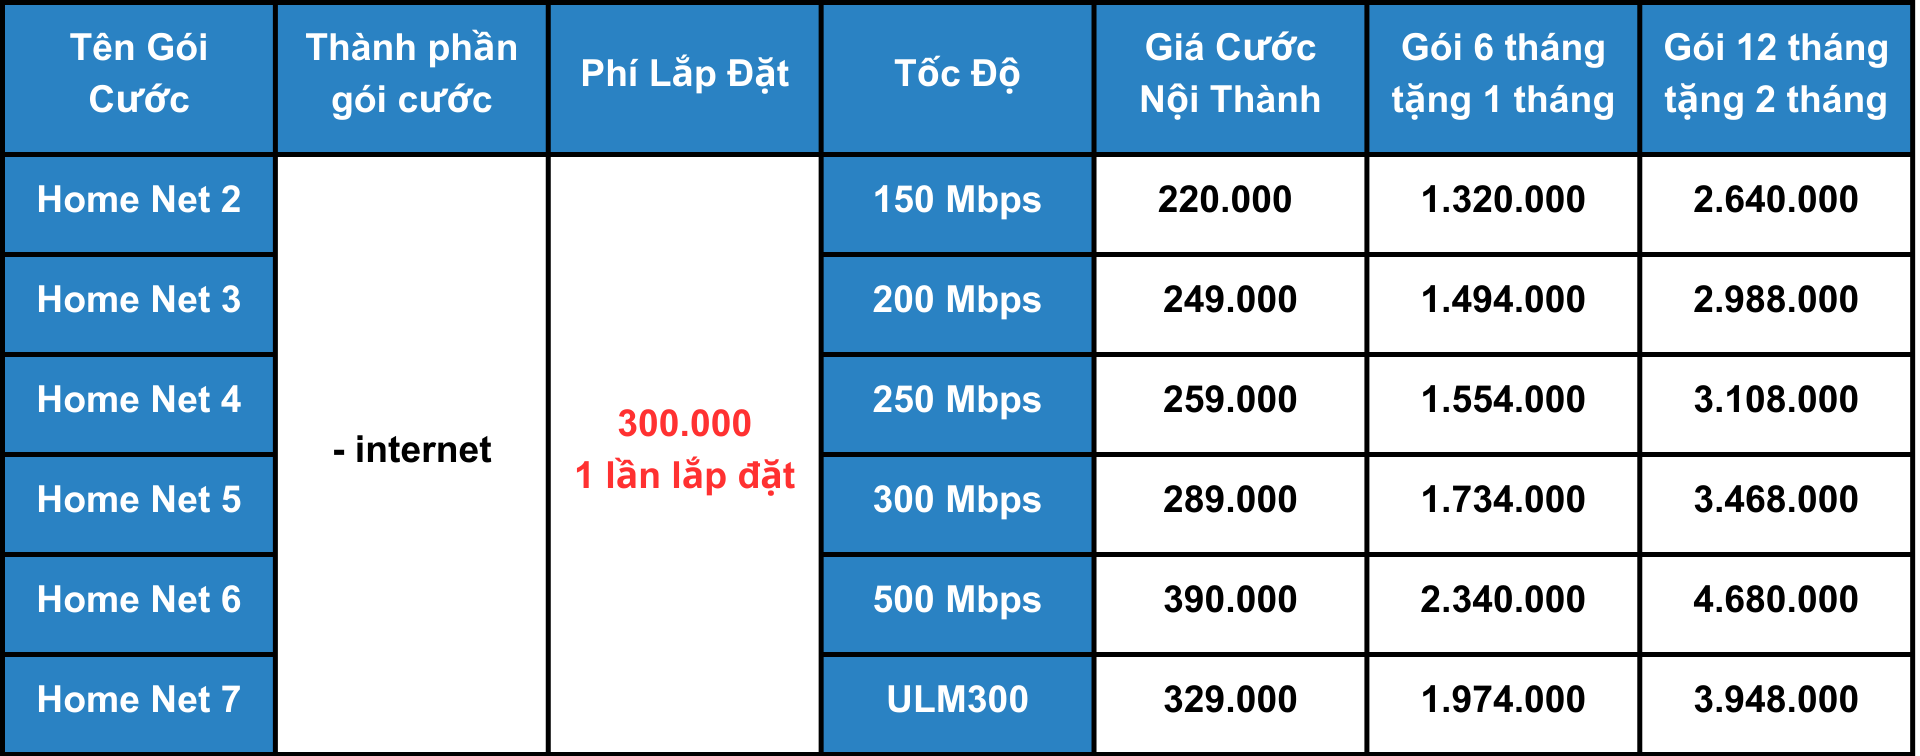 Tên Gói
Cước
Thành phần
gói cước
Phí Lắp Đặt
Tốc Độ
Giá Cước
Nội Thành
Gói 6 tháng
tặng 1 tháng
Gói 12 tháng
tặng 2 tháng
Home Net 2
150 Mbps
220.000
1.320.000
2.640.000
Home Net 3
200 Mbps
249.000
1.494.000
2.988.000
Home Net 4
250 Mbps
259.000
1.554.000
3.108.000
- internet
300.000
1 lần lắp đặt
Home Net 5
300 Mbps
289.000
1.734.000
3.468.000
Home Net 6
500 Mbps
390.000
2.340.000
4.680.000
Home Net 7
ULM300
329.000
1.974.000
3.948.000